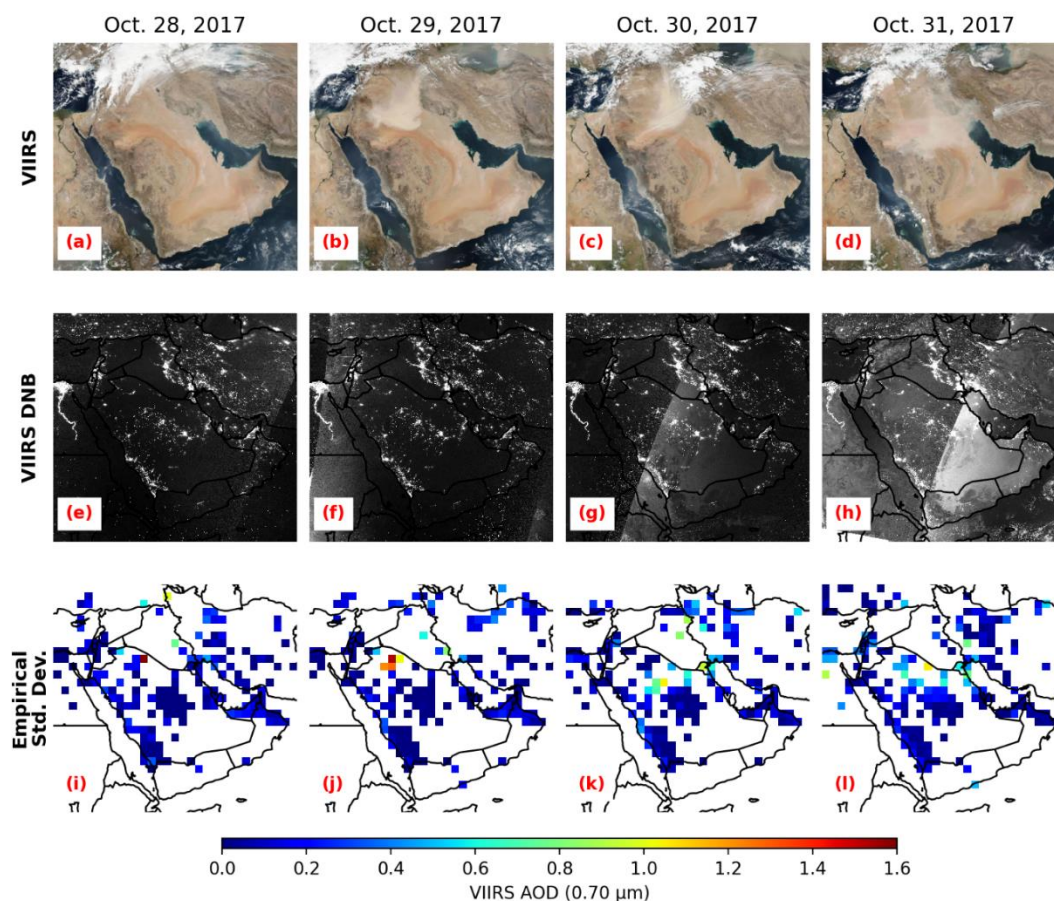 Oct. 28, 2017 Oct. 29, 2017 Oct. 30, 2017 Oct. 31, 2017
VIIRS
(a) (b) (c) (d)
VIIRS DNB
(e) (f) (g) (h)
Empirical
Std. Dev.
(i) (j) (k) (l)
0.0 0.2 0.4 0.6 0.8 1.0 1.2 1.4 1.6
VIIRS AOD (0.70 μm)